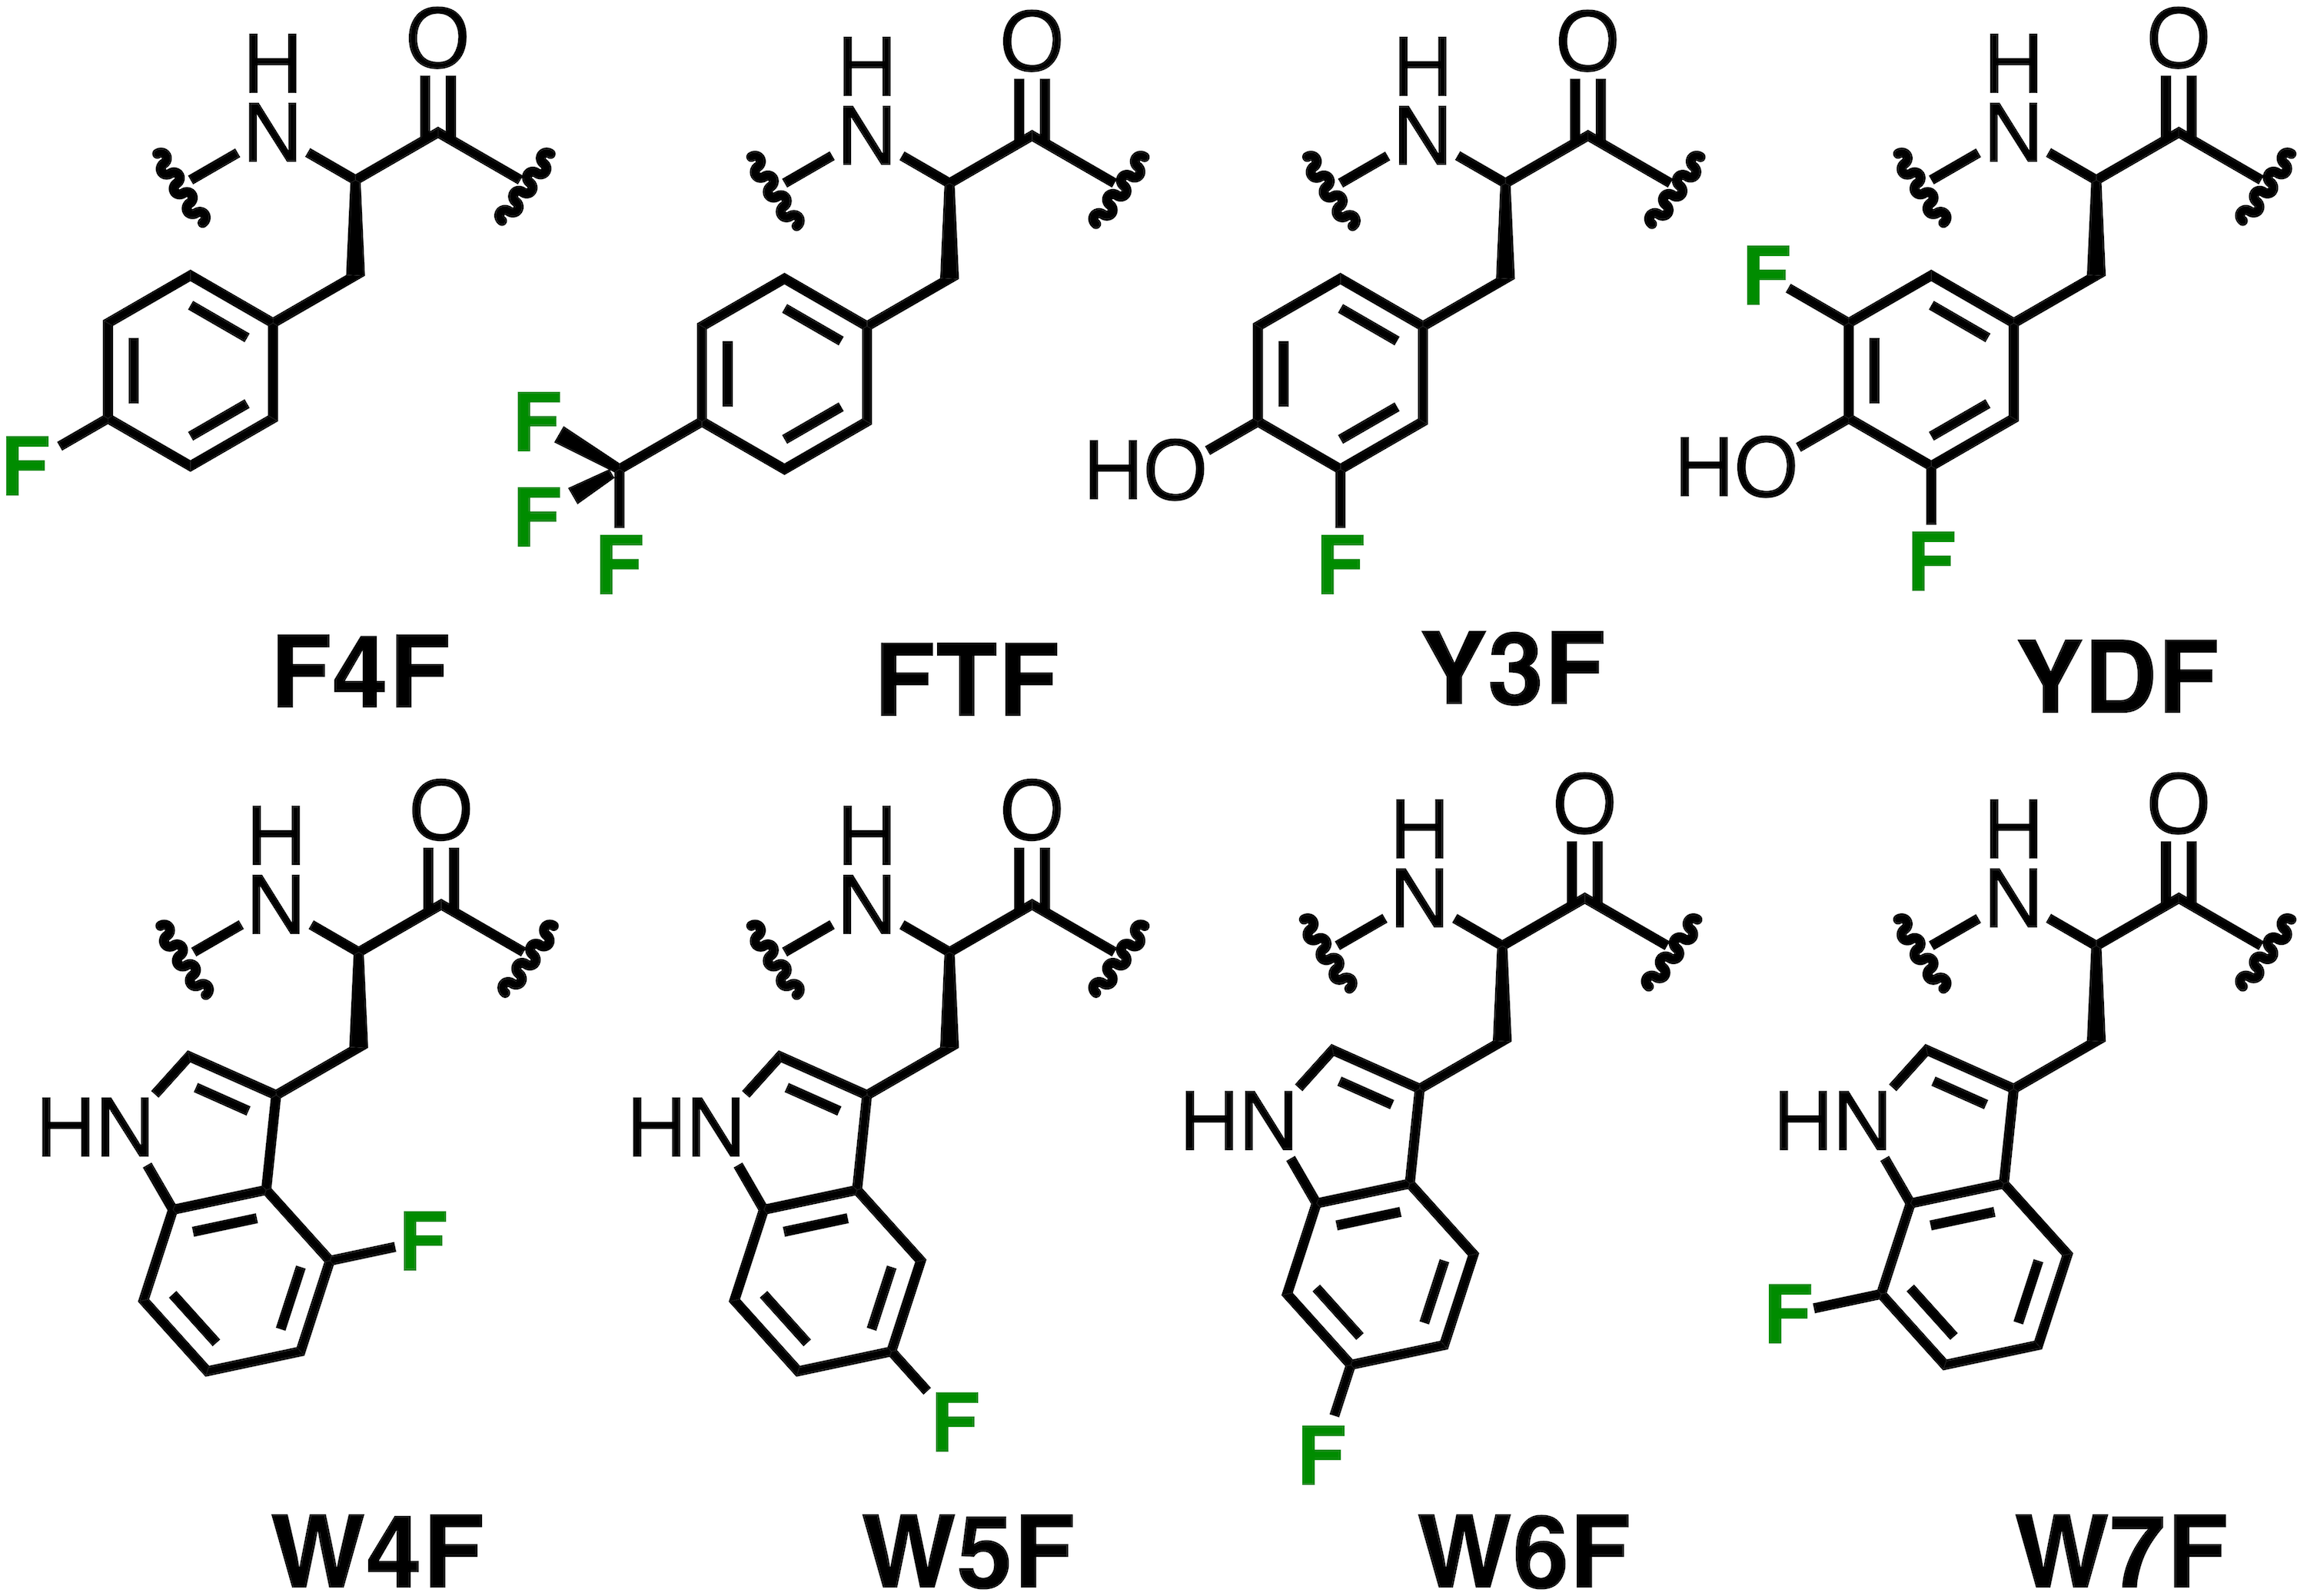 H O H O H O H O
N N N N
F
F
F HO HO
F F
F F F
F4F FTF Y3F YDF
H O H O H O H O
N N N N
HN HN HN HN
F
F
F
F
W4F W5F W6F W7F